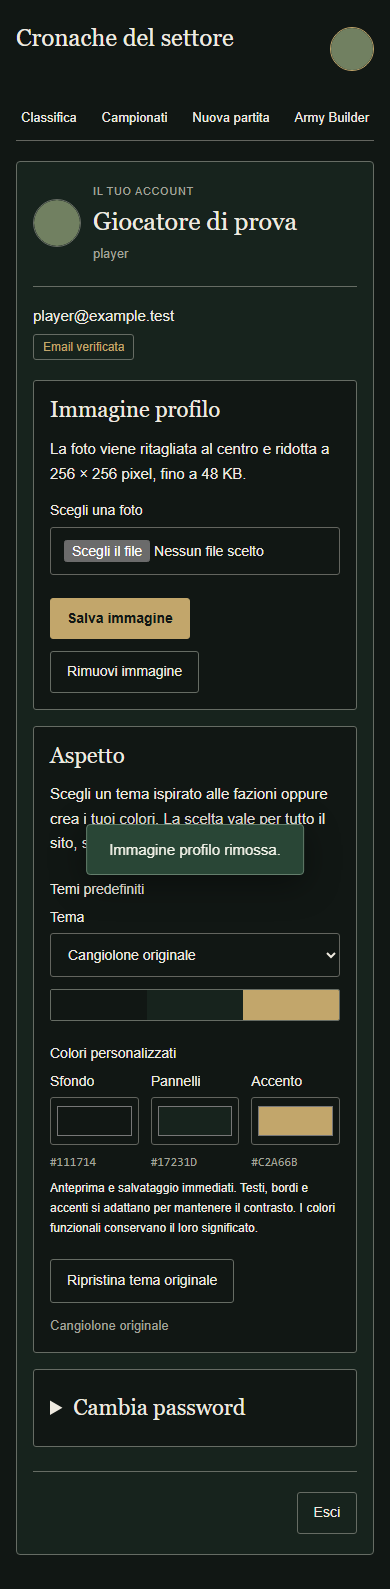 Cronache del settore
Classifica Campionati Nuova partita Army Builder
IL TUO ACCOUNT
Giocatore di prova
player
player@example.test
Email verificata
Immagine profilo
La foto viene ritagliata al centro e ridotta a
256 × 256 pixel, fino a 48 KB.
Scegli una foto
Scegli il file Nessun file scelto
Salva immagine
Rimuovi immagine
Aspetto
Scegli un tema ispirato alle fazioni oppure
crea i tuoi colori. La scelta vale per tutto il
sito,
Immagine profilo rimossa.
Temi predefiniti
Tema
Cangiolone originale
Colori personalizzati
Sfondo Pannelli Accento
#111714 #17231D #C2A66B
Anteprima e salvataggio immediati. Testi, bordi e
accenti si adattano per mantenere il contrasto. I colori
funzionali conservano il loro significato.
Ripristina tema originale
Cangiolone originale
Cambia password
Esci